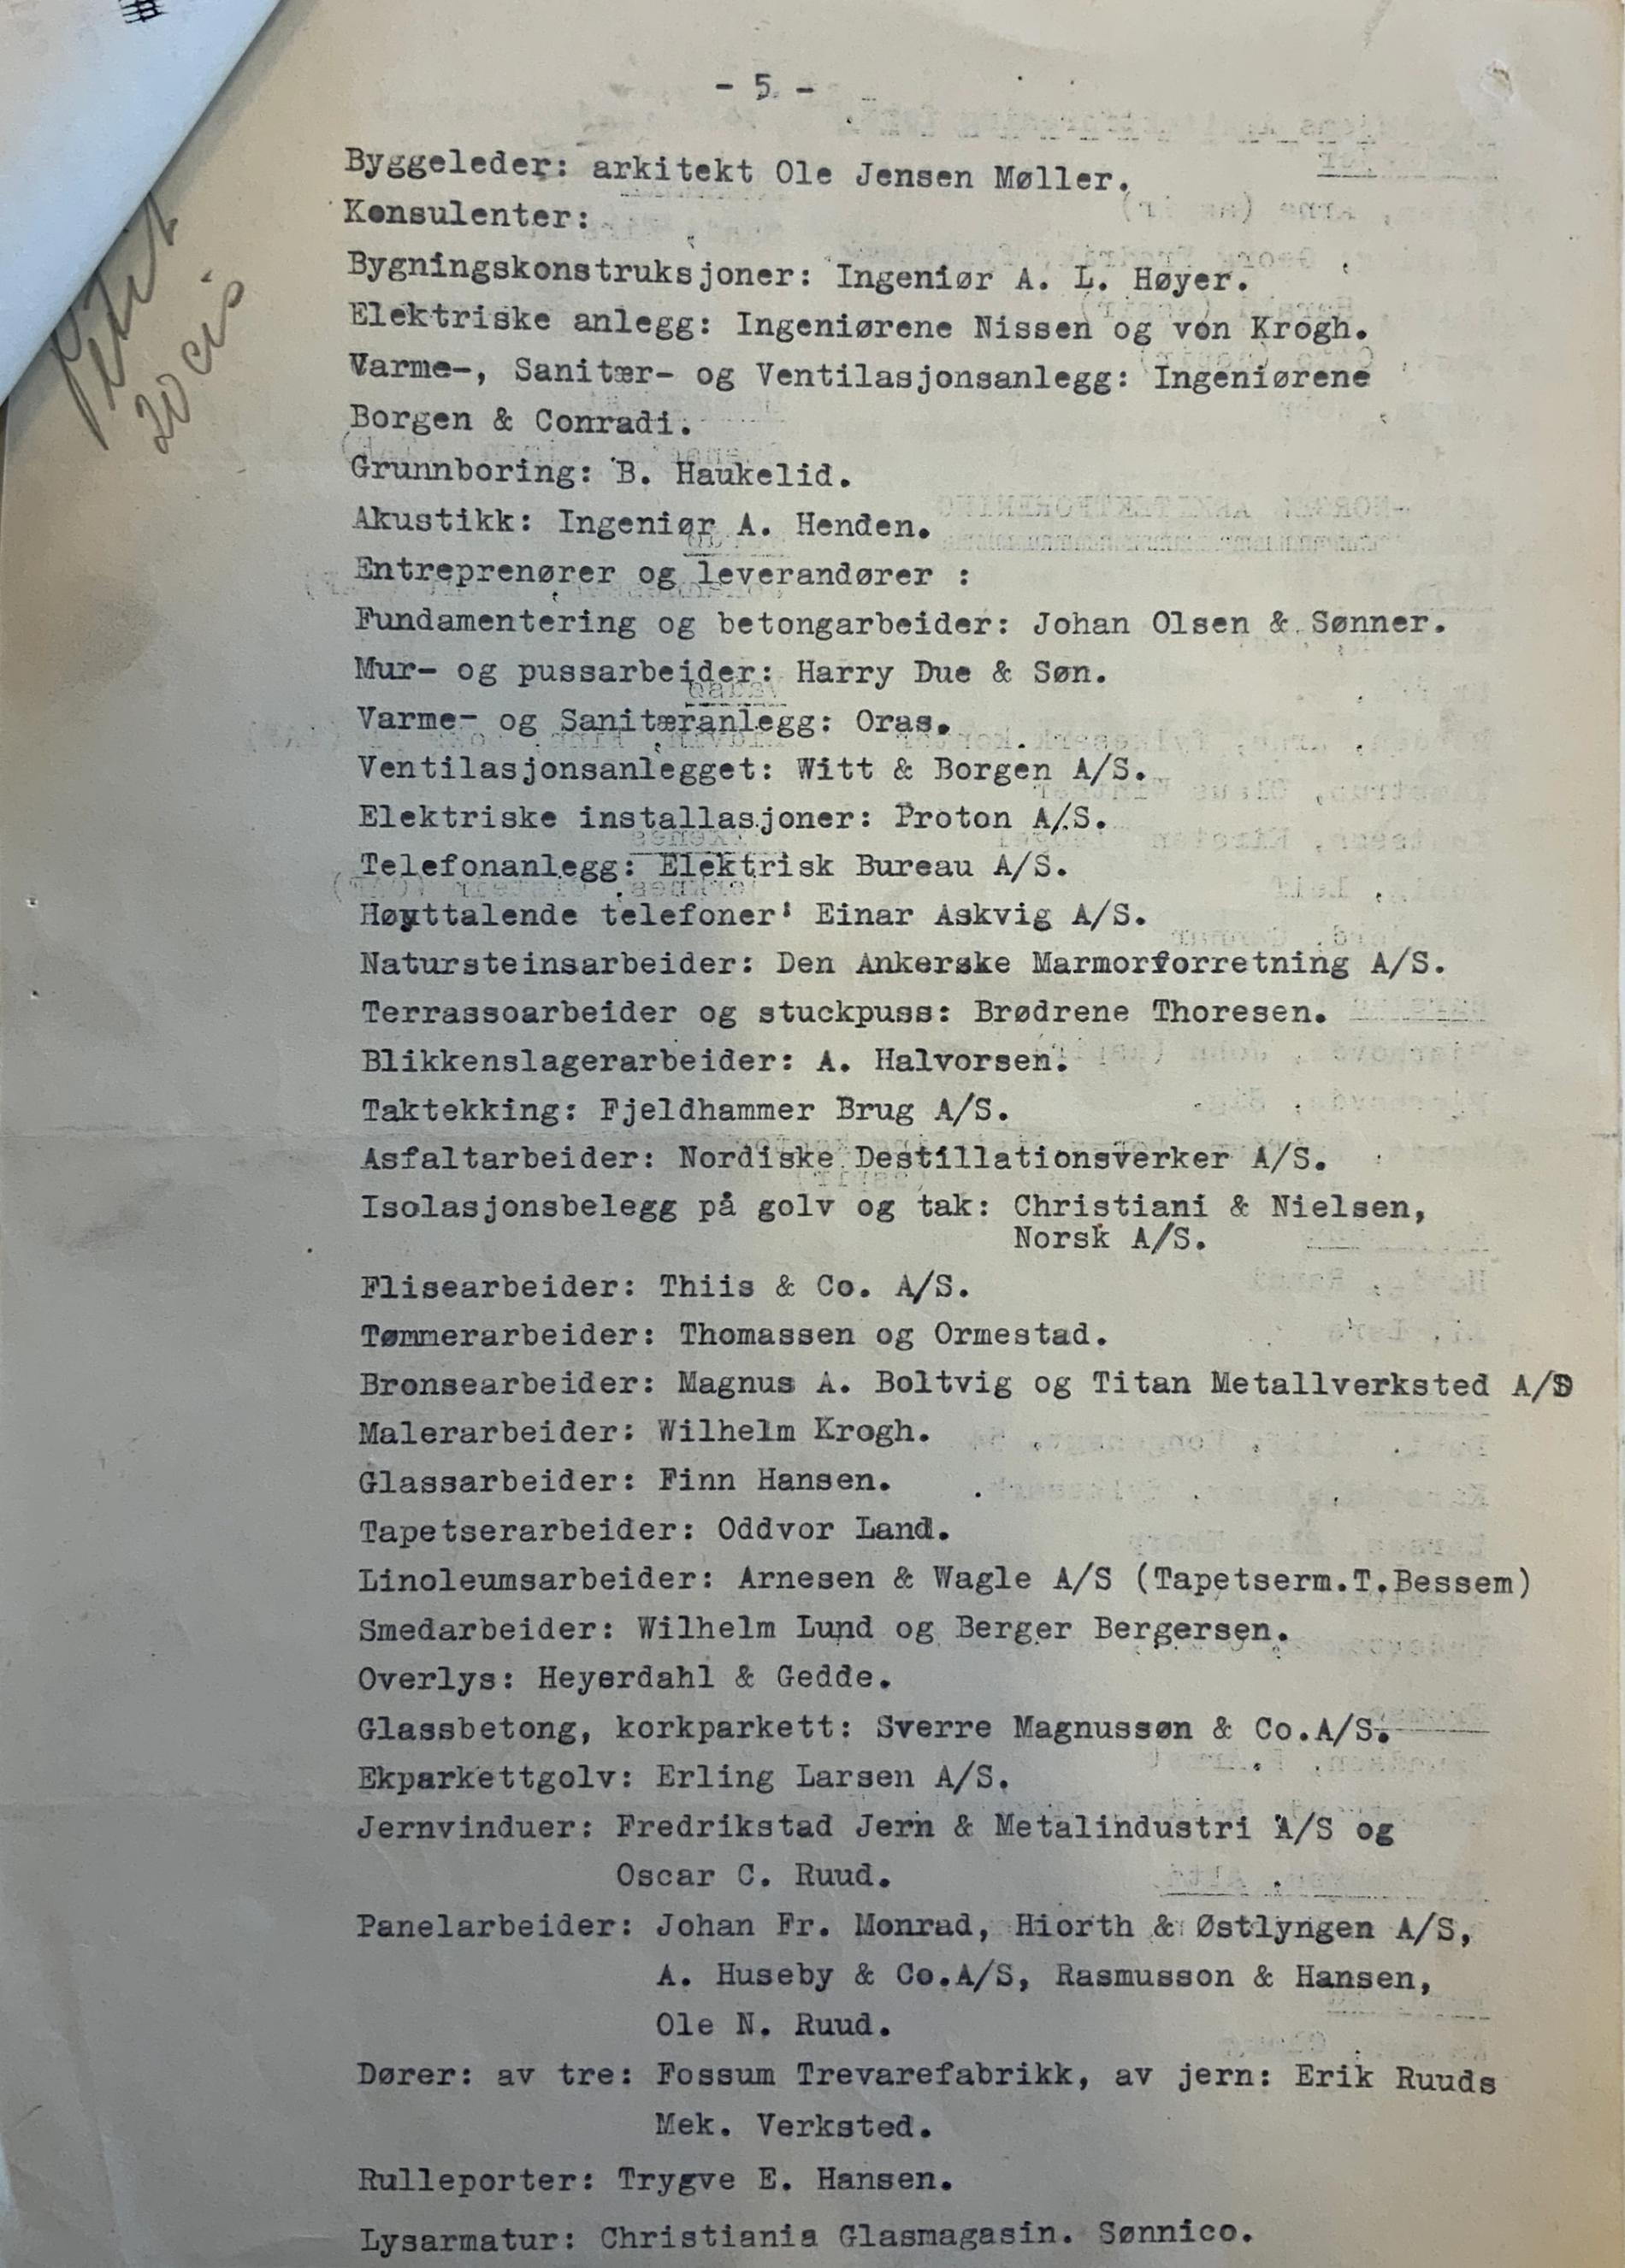 - 5 -
Byggeleder: arkitekt Ole Jensen Møller.
Konsulenter:
Bygningskonstruksjoner: Ingeniør A. L. Høyer.
Elektriske anlegg: Ingeniørene Nissen og von Krogh.
Varme-, Sanitær- og Ventilasjonsanlegg: Ingeniørene
Borgen & Conradi.
Grunnboring: B. Haukelid.
Akustikk: Ingeniør A. Henden.
Entreprenører og leverandører :
Fundamentering og betongarbeider: Johan Olsen & Sønner.
Mur- og pussarbeider: Harry Due & Søn.
Varme- og Sanitæranlegg: Oras.
Ventilasjonsanlegget: Witt & Borgen A/S.
Elektriske installasjoner: Proton A/S.
Telefonanlegg: Elektrisk Bureau A/S.
Høyttalende telefoner: Einar Askvig A/S.
Natursteinsarbeider: Den Ankerske Marmorforretning A/S.
Terrassoarbeider og stuckpuss: Brødrene Thoresen.
Blikkenslagerarbeider: A. Halvorsen.
Taktekking: Fjeldhammer Brug A/S.
Asfaltarbeider: Nordiske Destillationsverker A/S.
Isolasjonsbelegg på golv og tak: Christiani & Nielsen,
Norsk A/S.
Flisearbeider: Thiis & Co. A/S.
Tømmerarbeider: Thomassen og Ormestad.
Bronsearbeider: Magnus A. Boltvig og Titan Metallverksted A/S
Malerarbeider: Wilhelm Krogh.
Glassarbeider: Finn Hansen.
Tapetserarbeider: Oddvor Land.
Linoleumsarbeider: Arnesen & Wagle A/S (Tapetserm.T.Bessem)
Smedarbeider: Wilhelm Lund og Berger Bergersen.
Overlys: Heyerdahl & Gedde.
Glassbetong, korkparkett: Sverre Magnussøn & Co.A/S.
Ekparkettgolv: Erling Larsen A/S.
Jernvinduer: Fredrikstad Jern & Metalindustri A/S og
Oscar C. Ruud.
Panelarbeider: Johan Fr. Monrad, Hiorth & Østlyngen A/S,
A. Huseby & Co.A/S, Rasmusson & Hansen,
Ole N. Ruud.
Dører: av tre: Fossum Trevarefabrikk, av jern: Erik Ruuds
Mek. Verksted.
Rulleporter: Trygve E. Hansen.
Lysarmatur: Christiania Glasmagasin. Sønnico.
Petit
20 cis